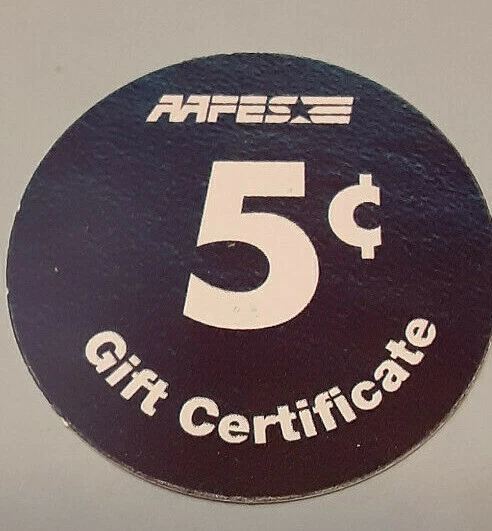 AAFES
5¢
Gift Certificate